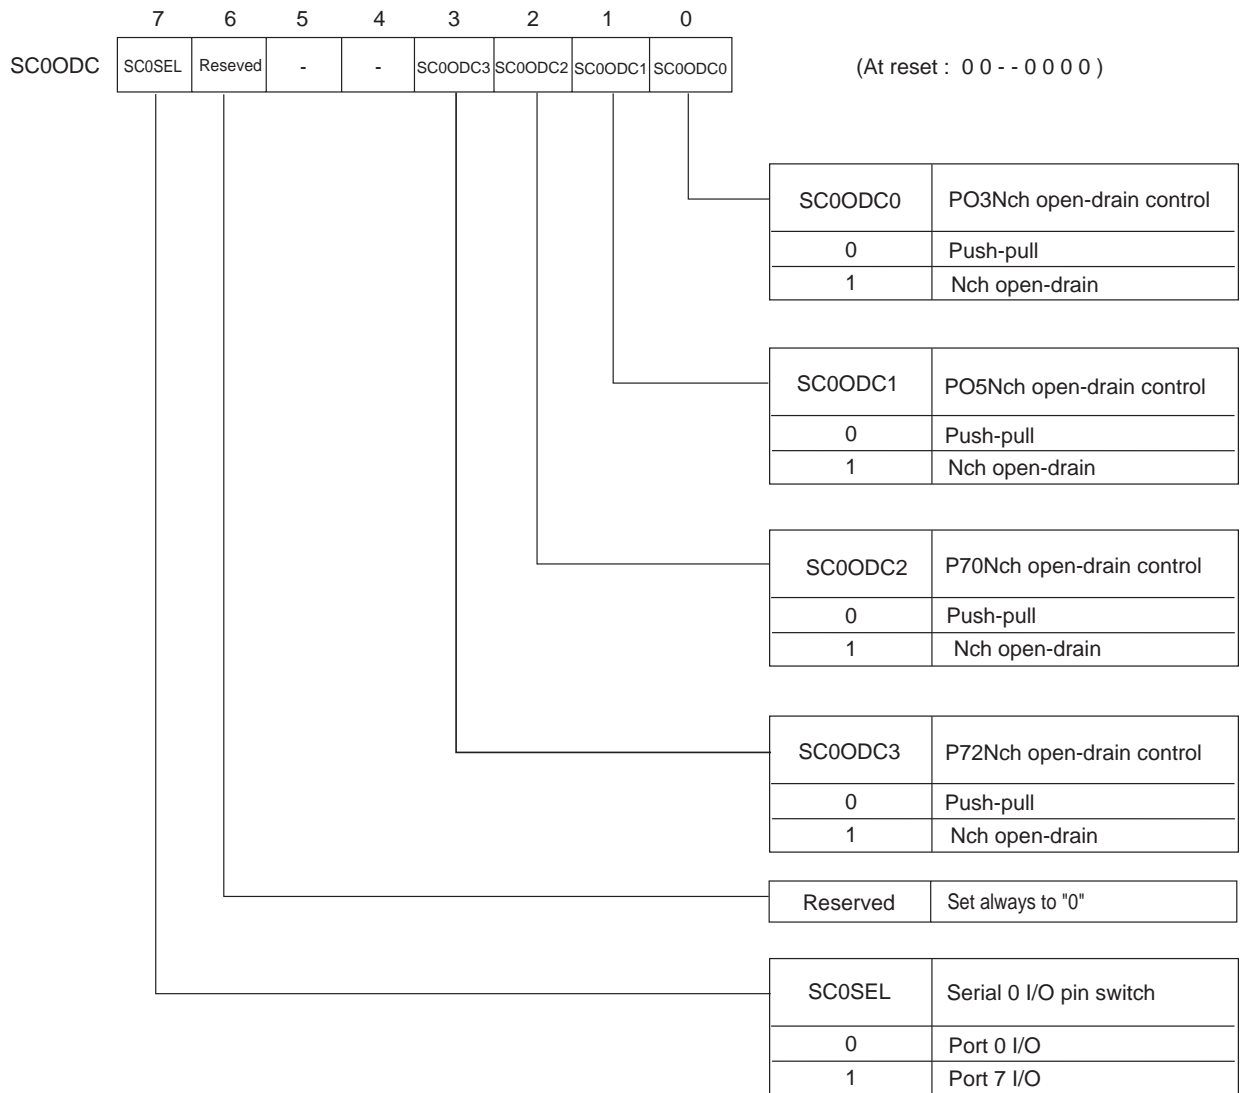 7 6 5 4 3 2 1 0
SC0ODC SC0SEL Reseved - - SC0ODC3 SC0ODC2 SC0ODC1 SC0ODC0 (At reset : 0 0 - - 0 0 0 0 )
SC0ODC0 PO3Nch open-drain control
0 Push-pull
1 Nch open-drain
SC0ODC1 PO5Nch open-drain control
0 Push-pull
1 Nch open-drain
SC0ODC2 P70Nch open-drain control
0 Push-pull
1 Nch open-drain
SC0ODC3 P72Nch open-drain control
0 Push-pull
1 Nch open-drain
Reserved Set always to "0"
SC0SEL Serial 0 I/O pin switch
0 Port 0 I/O
1 Port 7 I/O